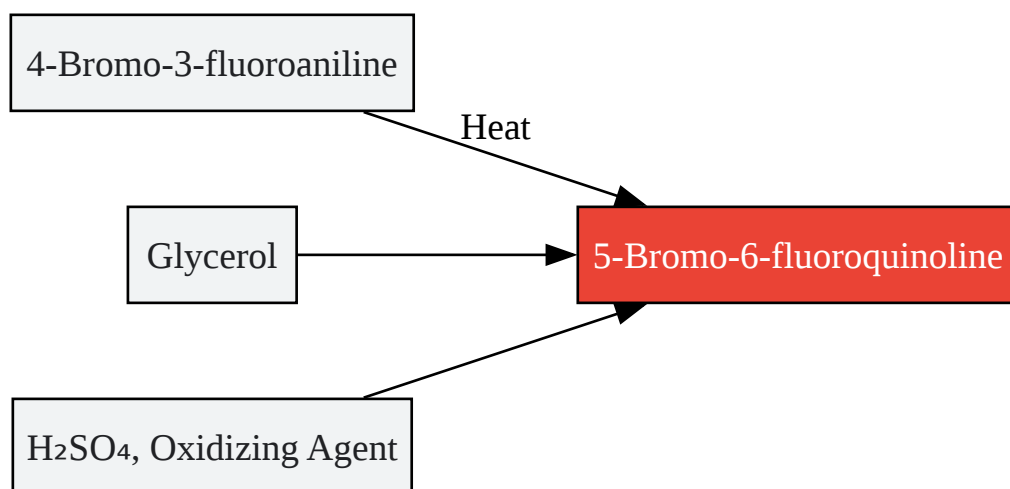 4-Bromo-3-fluoroaniline
Heat
Glycerol
5-Bromo-6-fluoroquinoline
H₂SO₄, Oxidizing Agent